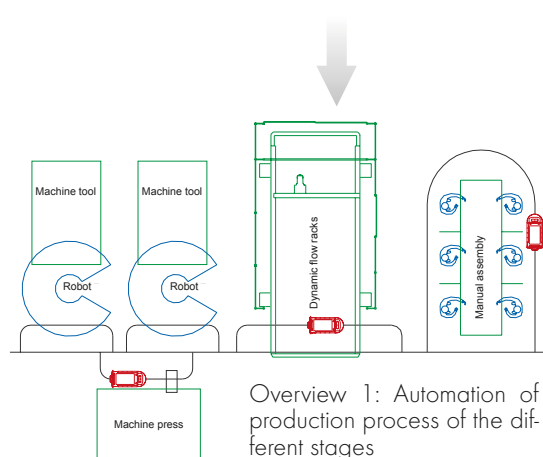 Machine tool
Machine tool
Robot
Robot
Dynamic flow racks
Manual assembly
Machine press
Overview 1: Automation of
production process of the dif-
ferent stages